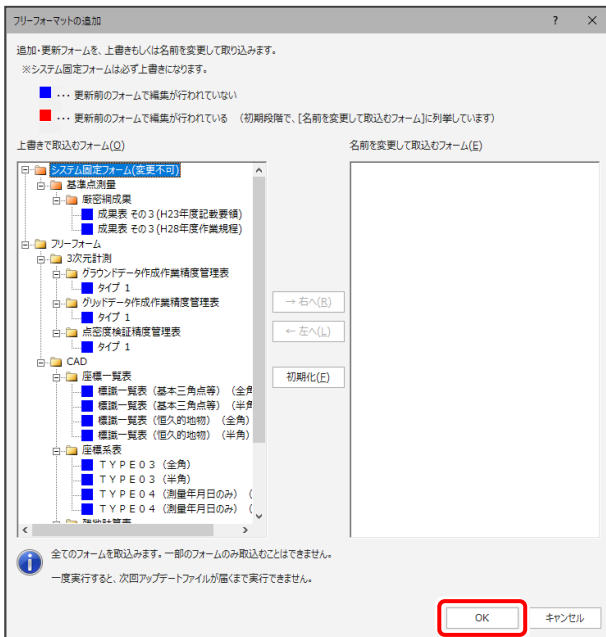 フリーフォーマットの追加
追加・更新フォームを、上書きもしくは名前を変更して取り込みます。
※システム固定フォームは必ず上書きになります。
・・・ 更新前のフォームで編集が行われていない
・・・ 更新前のフォームで編集が行われている （初期段階で、[名前を変更して取込むフォーム]に列挙しています）
上書きで取込むフォーム(O)
名前を変更して取込むフォーム(E)
システム固定フォーム(変更不可)
基準点測量
厳密網成果
成果表 その３(H23年度記載要領)
成果表 その３(H28年度作業規程)
フリーフォーム
3次元計測
グラウンドデータ作成作業精度管理表
タイプ 1
グリッドデータ作成作業精度管理表
タイプ 1
点密度検証精度管理表
タイプ 1
CAD
座標一覧表
標識一覧表（基本三角点等）（全角
標識一覧表（基本三角点等）（半角
標識一覧表（恒久的地物）（全角）
標識一覧表（恒久的地物）（半角）
座標系表
ＴＹＰＥ０３（全角）
ＴＹＰＥ０３（半角）
ＴＹＰＥ０４（測量年月日のみ）（
ＴＹＰＥ０４（測量年月日のみ）（
→ 右へ(R)
← 左へ(L)
初期化(F)
全てのフォームを取込みます。一部のフォームのみ取込むことはできません。
一度実行すると、次回アップデートファイルが届くまで実行できません。
OK
キャンセル